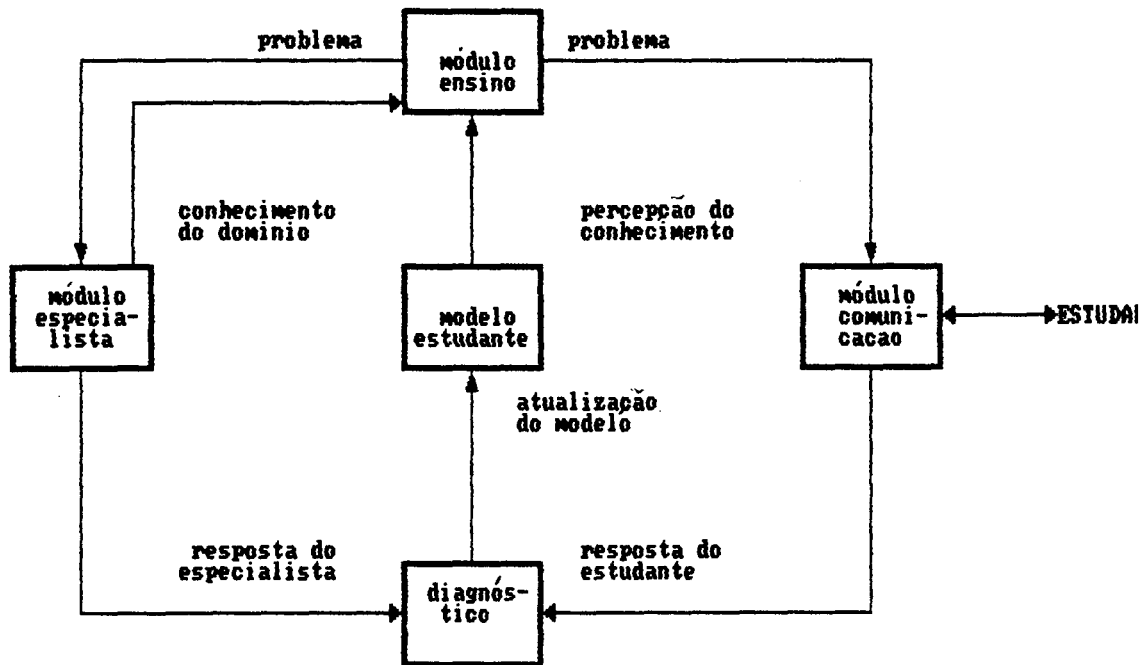 problema
problema
módulo
ensino
conhecimento
do dominio
percepção do
conhecimento
módulo
especia-
lista
modelo
estudante
módulo
comuni-
cacao
ESTUDA
atualização
do modelo
resposta do
especialista
resposta do
estudante
diagnós-
tico